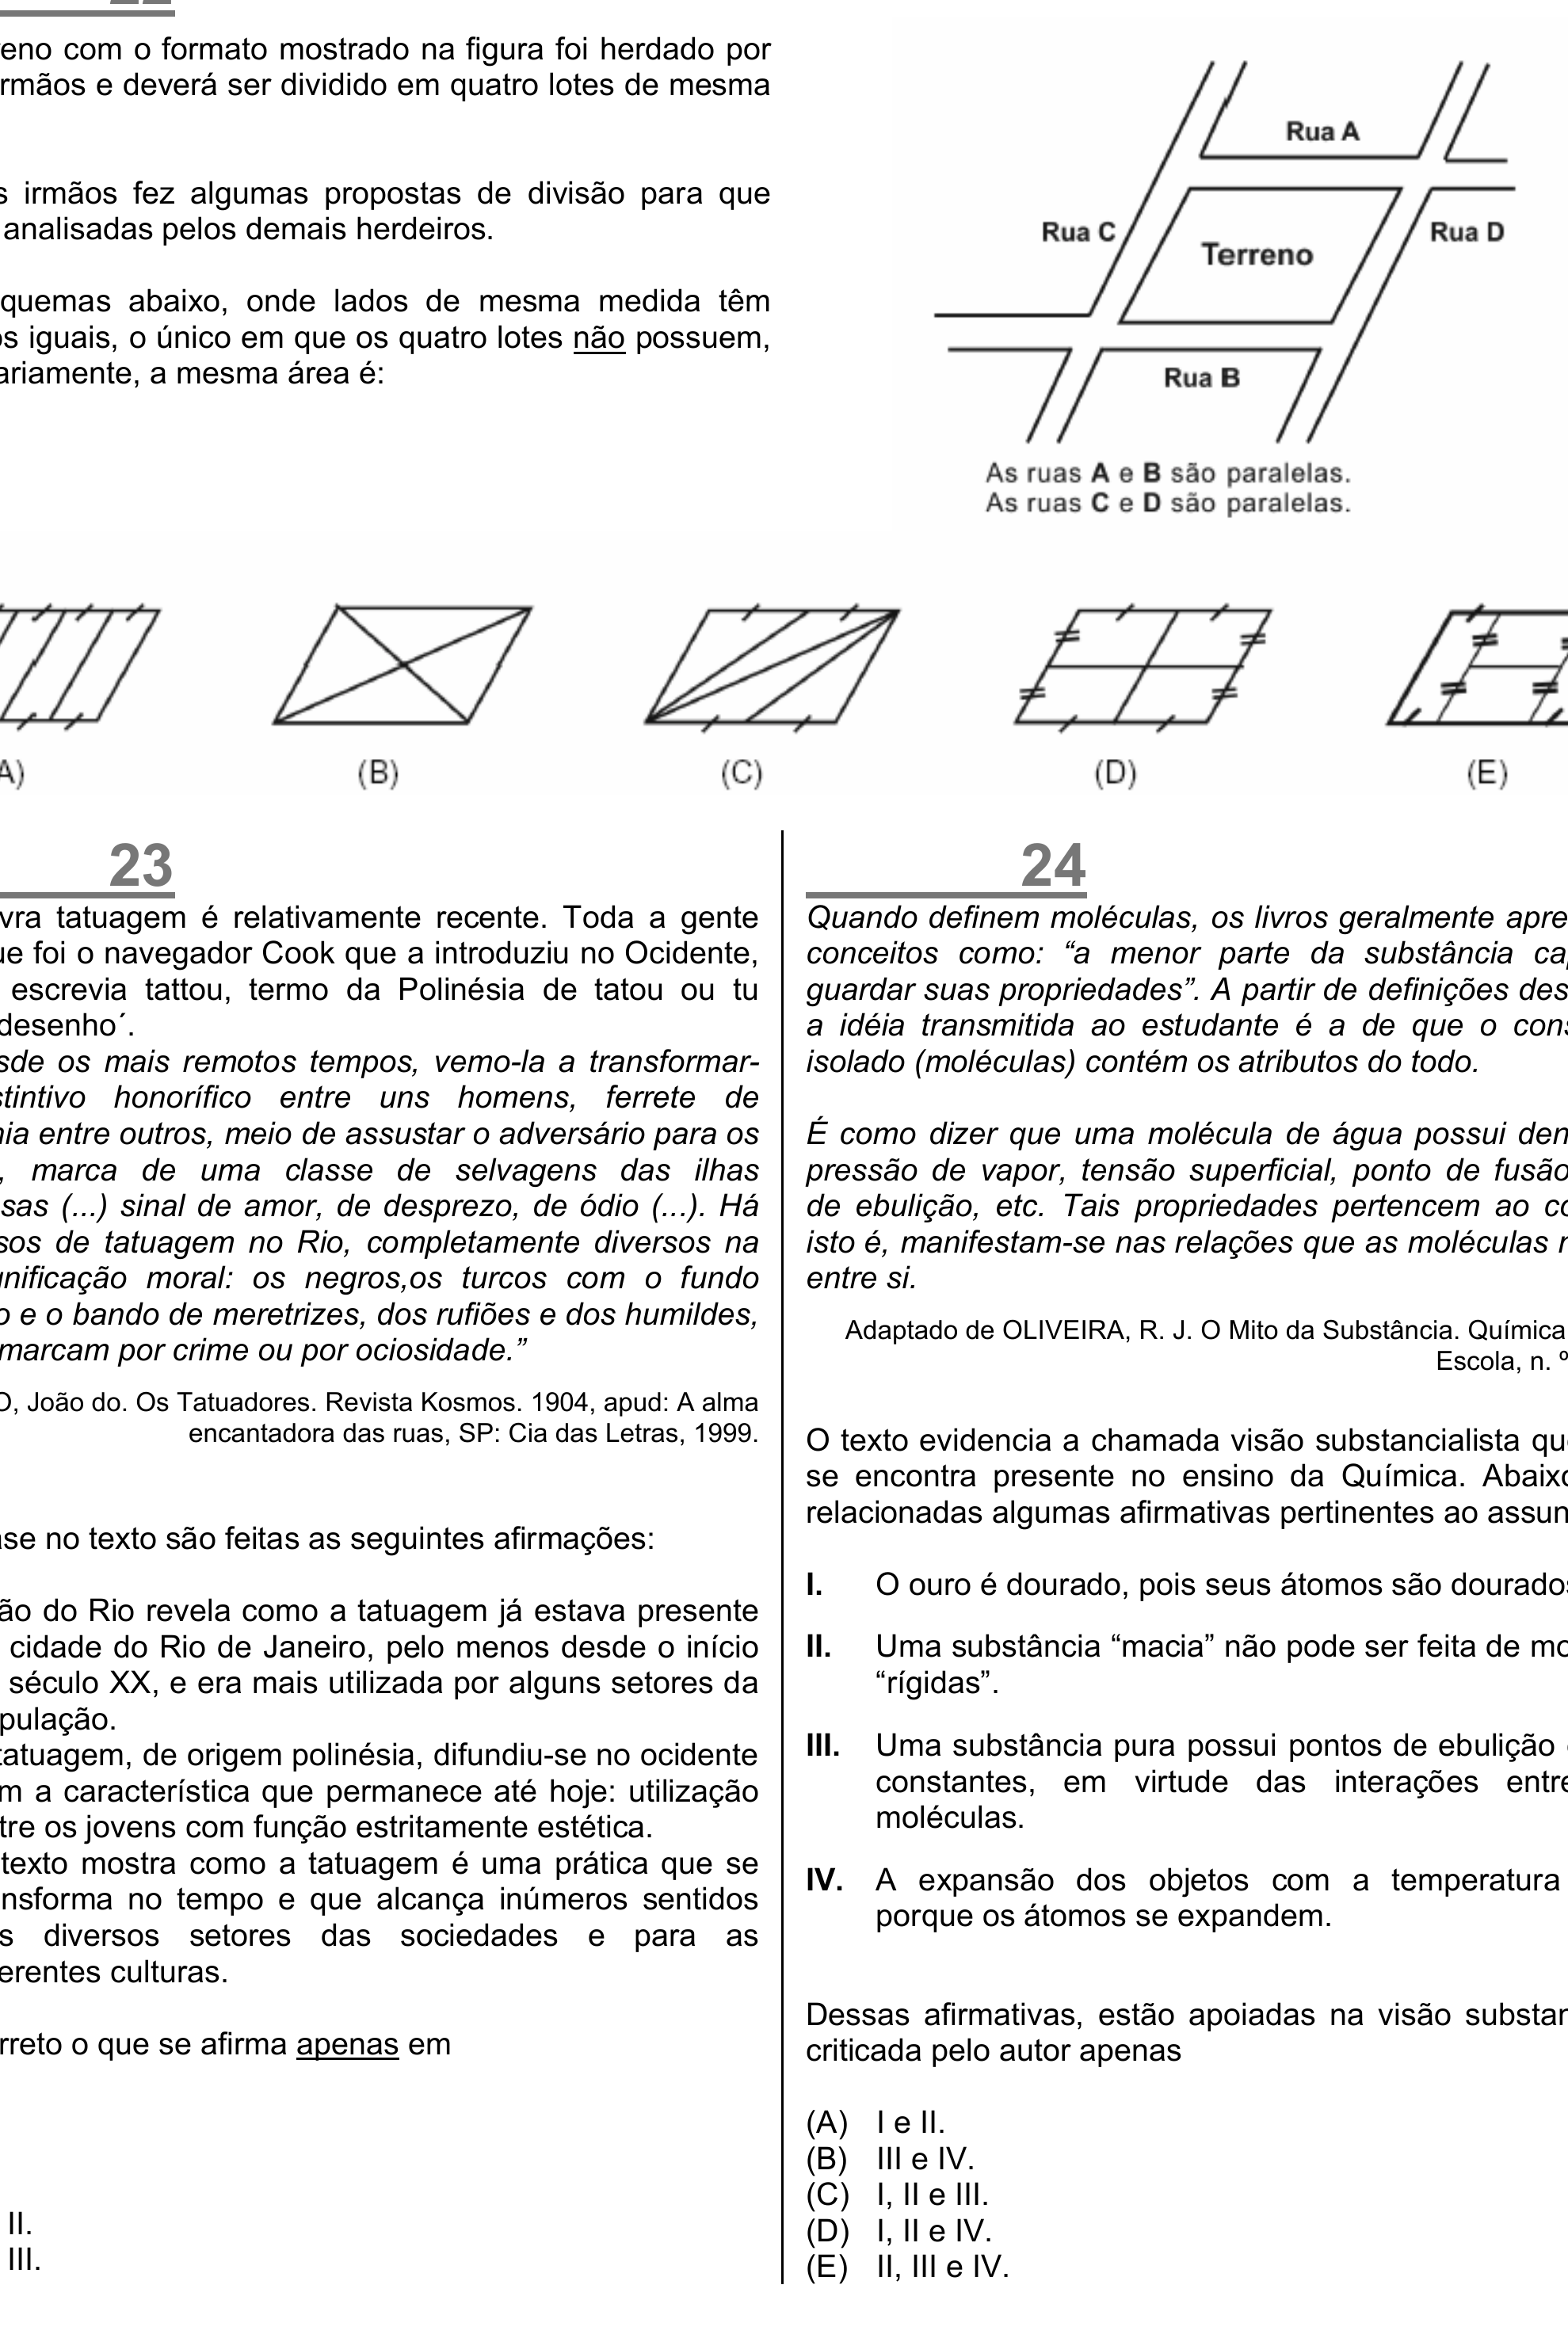 22
reno com o formato mostrado na figura foi herdado por
rmãos e deverá ser dividido em quatro lotes de mesma
s irmãos fez algumas propostas de divisão para que
analisadas pelos demais herdeiros.
quemas abaixo, onde lados de mesma medida têm
os iguais, o único em que os quatro lotes não possuem,
ariamente, a mesma área é:
Rua A
Rua C
Terreno
Rua D
Rua B
As ruas A e B são paralelas.
As ruas C e D são paralelas.
A)
(B)
(C)
(D)
(E)
23
vra tatuagem é relativamente recente. Toda a gente
ue foi o navegador Cook que a introduziu no Ocidente,
escrevia tattou, termo da Polinésia de tatou ou tu
desenho´.
sde os mais remotos tempos, vemo-la a transformar-
stintivo honorífico entre uns homens, ferrete de
nia entre outros, meio de assustar o adversário para os
, marca de uma classe de selvagens das ilhas
sas (...) sinal de amor, de desprezo, de ódio (...). Há
sos de tatuagem no Rio, completamente diversos na
unificação moral: os negros,os turcos com o fundo
o e o bando de meretrizes, dos rufiões e dos humildes,
marcam por crime ou por ociosidade.”
O, João do. Os Tatuadores. Revista Kosmos. 1904, apud: A alma
encantadora das ruas, SP: Cia das Letras, 1999.
ase no texto são feitas as seguintes afirmações:
ão do Rio revela como a tatuagem já estava presente
cidade do Rio de Janeiro, pelo menos desde o início
século XX, e era mais utilizada por alguns setores da
pulação.
tatuagem, de origem polinésia, difundiu-se no ocidente
m a característica que permanece até hoje: utilização
tre os jovens com função estritamente estética.
texto mostra como a tatuagem é uma prática que se
ansforma no tempo e que alcança inúmeros sentidos
s diversos setores das sociedades e para as
erentes culturas.
rreto o que se afirma apenas em
II.
III.
24
Quando definem moléculas, os livros geralmente apre
conceitos como: “a menor parte da substância ca
guardar suas propriedades”. A partir de definições des
a idéia transmitida ao estudante é a de que o cons
isolado (moléculas) contém os atributos do todo.
É como dizer que uma molécula de água possui den
pressão de vapor, tensão superficial, ponto de fusão
de ebulição, etc. Tais propriedades pertencem ao co
isto é, manifestam-se nas relações que as moléculas
entre si.
Adaptado de OLIVEIRA, R. J. O Mito da Substância. Química
Escola, n. º
O texto evidencia a chamada visão substancialista que
se encontra presente no ensino da Química. Abaixo
relacionadas algumas afirmativas pertinentes ao assun
I. O ouro é dourado, pois seus átomos são dourados
II. Uma substância “macia” não pode ser feita de mo
“rígidas”.
III. Uma substância pura possui pontos de ebulição
constantes, em virtude das interações entre
moléculas.
IV. A expansão dos objetos com a temperatura
porque os átomos se expandem.
Dessas afirmativas, estão apoiadas na visão substan
criticada pelo autor apenas
(A) I e II.
(B) III e IV.
(C) I, II e III.
(D) I, II e IV.
(E) II, III e IV.